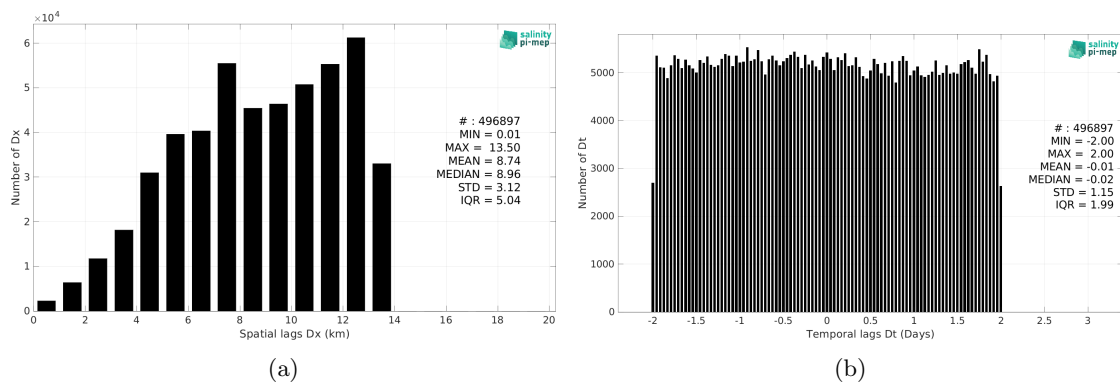 ×10⁴
6
5
4
3
2
1
0
Number of Dx
0 2 4 6 8 10 12 14 16 18 20
Spatial lags Dx (km)
salinity
pi-mep
# : 496897
MIN = 0.01
MAX = 13.50
MEAN = 8.74
MEDIAN = 8.96
STD = 3.12
IQR = 5.04
(a)
5000
4000
3000
2000
1000
0
Number of Dt
-2 -1.5 -1 -0.5 0 0.5 1 1.5 2 2.5 3
Temporal lags Dt (Days)
salinity
pi-mep
# : 496897
MIN = -2.00
MAX = 2.00
MEAN = -0.01
MEDIAN = -0.02
STD = 1.15
IQR = 1.99
(b)